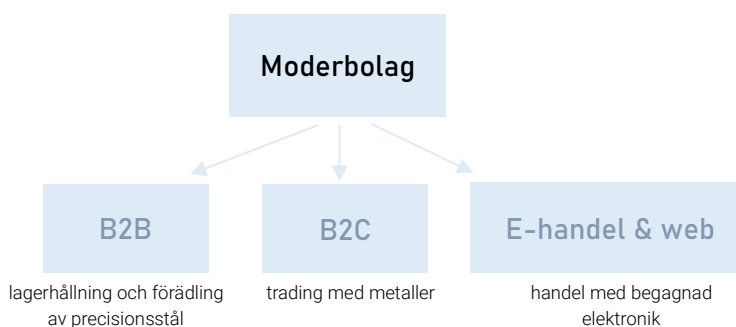 Moderbolag
B2B
B2C
E-handel & web
lagerhållning och förädling
av precisionsstål
trading med metaller
handel med begagnad
elektronik